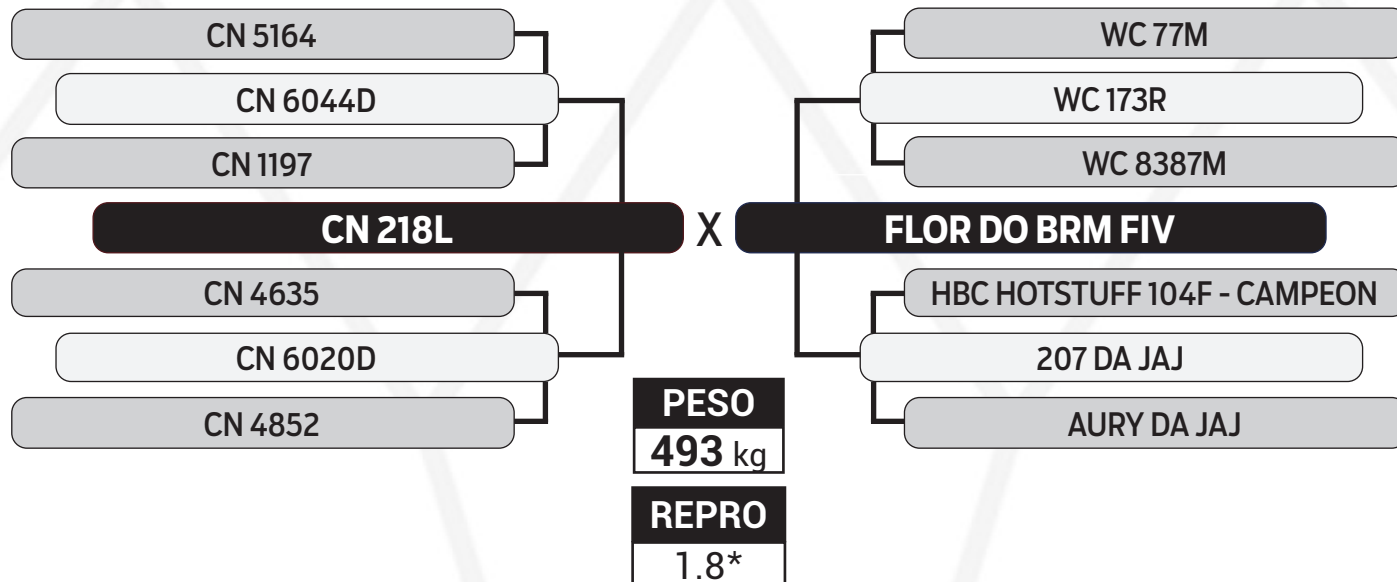 CN 5164
CN 6044D
CN 1197
CN 218L
CN 4635
CN 6020D
CN 4852
X
WC 77M
WC 173R
WC 8387M
FLOR DO BRM FIV
HBC HOTSTUFF 104F - CAMPEON
207 DA JAJ
AURY DA JAJ
PESO
493 kg
REPRO
1.8*